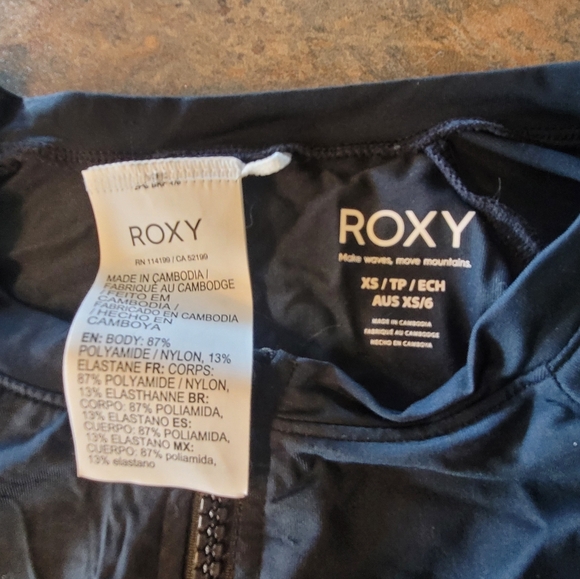 ROXY
RN 114199 / CA 52199
MADE IN CAMBODIA /
FABRIQUÉ AU CAMBODGE
FEITO EM
CAMBODIA /
FABRICADO EN CAMBODIA
/ HECHO EN
CAMBOYA
EN: BODY: 87%
POLYAMIDE / NYLON, 13%
ELASTANE FR: CORPS:
87% POLYAMIDE / NYLON,
13% ELASTHANNE BR:
CORPO: 87% POLIAMIDA,
13% ELASTANO ES:
CUERPO: 87% POLIAMIDA,
13% ELASTANO MX:
CUERPO: 87% poliamida,
13% elastano
ROXY
Make waves, move mountains.
XS / TP / ECH
AUS XS/6
MADE IN CAMBODIA
FABRIQUÉ AU CAMBODGE
HECHO EN CAMBOYA